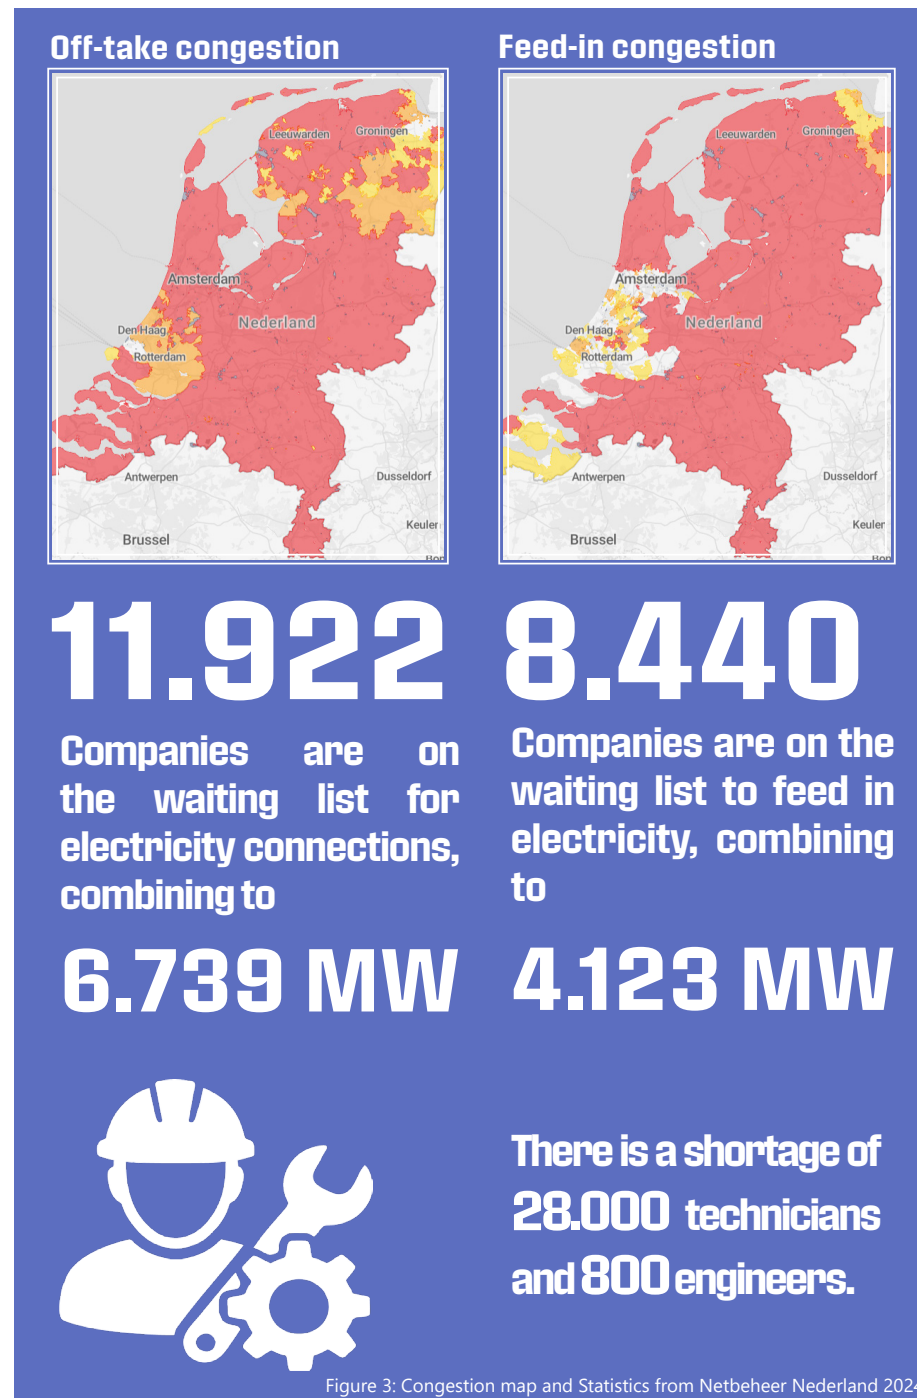 Off-take congestion
Feed-in congestion
Leeuwarden
Groningen
Amsterdam
Den Haag
Nederland
Rotterdam
Antwerpen
Dusseldorf
Keulen
Brussel
Leeuwarden
Groningen
Amsterdam
Den Haag
Nederland
Rotterdam
Antwerpen
Dusseldorf
Keulen
Brussel
11.922
Companies are on
the waiting list for
electricity connections,
combining to
6.739 MW
8.440
Companies are on the
waiting list to feed in
electricity, combining
to
4.123 MW
There is a shortage of
28.000 technicians
and 800 engineers.
Figure 3: Congestion map and Statistics from Netbeheer Nederland 2024